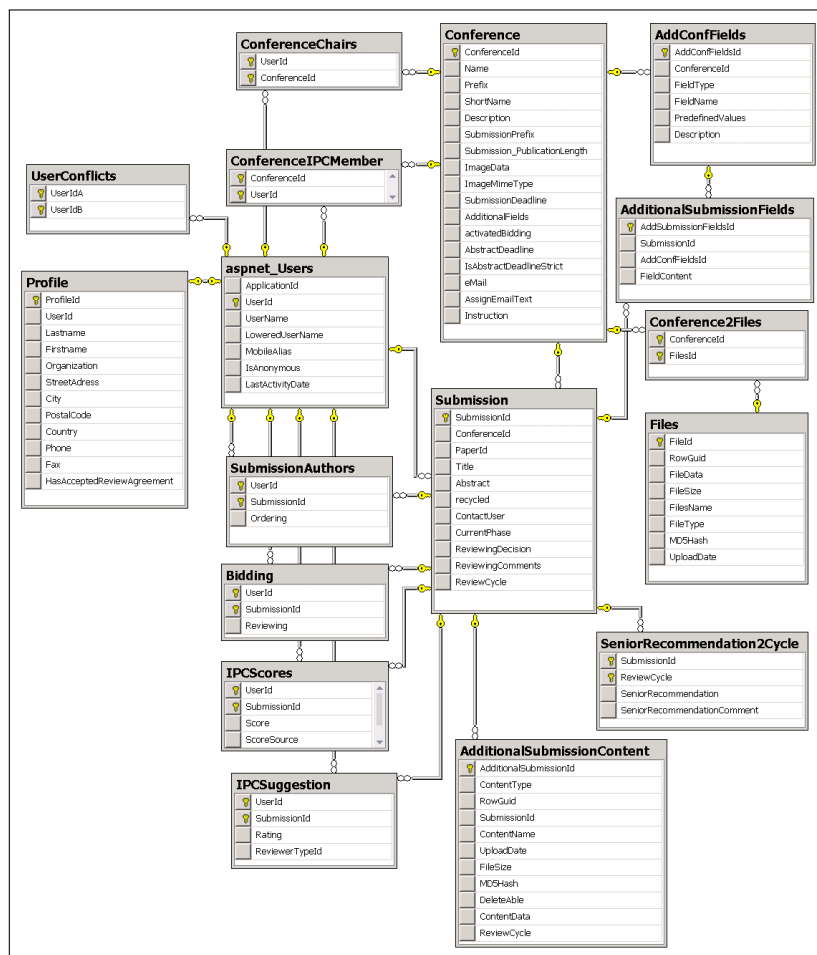 ConferenceChairs
UserId
ConferenceId
Conference
ConferenceId
Name
Prefix
ShortName
Description
SubmissionPrefix
Submission_PublicationLength
ImageData
ImageMimeType
SubmissionDeadline
AdditionalFields
activatedBidding
AbstractDeadline
IsAbstractDeadlineStrict
eMail
AssignEmailText
Instruction
AddConfFields
AddConfFieldsId
ConferenceId
FieldType
FieldName
PredefinedValues
Description
ConferenceIPCMember
ConferenceId
UserId
UserConflicts
UserIdA
UserIdB
AdditionalSubmissionFields
AddSubmissionFieldsId
SubmissionId
AddConfFieldsId
FieldContent
Profile
ProfileId
UserId
Lastname
Firstname
Organization
StreetAdress
City
PostalCode
Country
Phone
Fax
HasAcceptedReviewAgreement
aspnet_Users
ApplicationId
UserId
UserName
LoweredUserName
MobileAlias
IsAnonymous
LastActivityDate
Conference2Files
ConferenceId
FilesId
Submission
SubmissionId
ConferenceId
PaperId
Title
Abstract
recycled
ContactUser
CurrentPhase
ReviewingDecision
ReviewingComments
ReviewCycle
Files
FileId
RowGuid
FileData
FileSize
FilesName
FileType
MD5Hash
UploadDate
SubmissionAuthors
UserId
SubmissionId
Ordering
Bidding
UserId
SubmissionId
Reviewing
SeniorRecommendation2Cycle
SubmissionId
ReviewCycle
SeniorRecommendation
SeniorRecommendationComment
IPCScores
UserId
SubmissionId
Score
ScoreSource
AdditionalSubmissionContent
AdditionalSubmissionId
ContentType
RowGuid
SubmissionId
ContentName
UploadDate
FileSize
MD5Hash
DeleteAble
ContentData
ReviewCycle
IPCSuggestion
UserId
SubmissionId
Rating
ReviewerTypeId